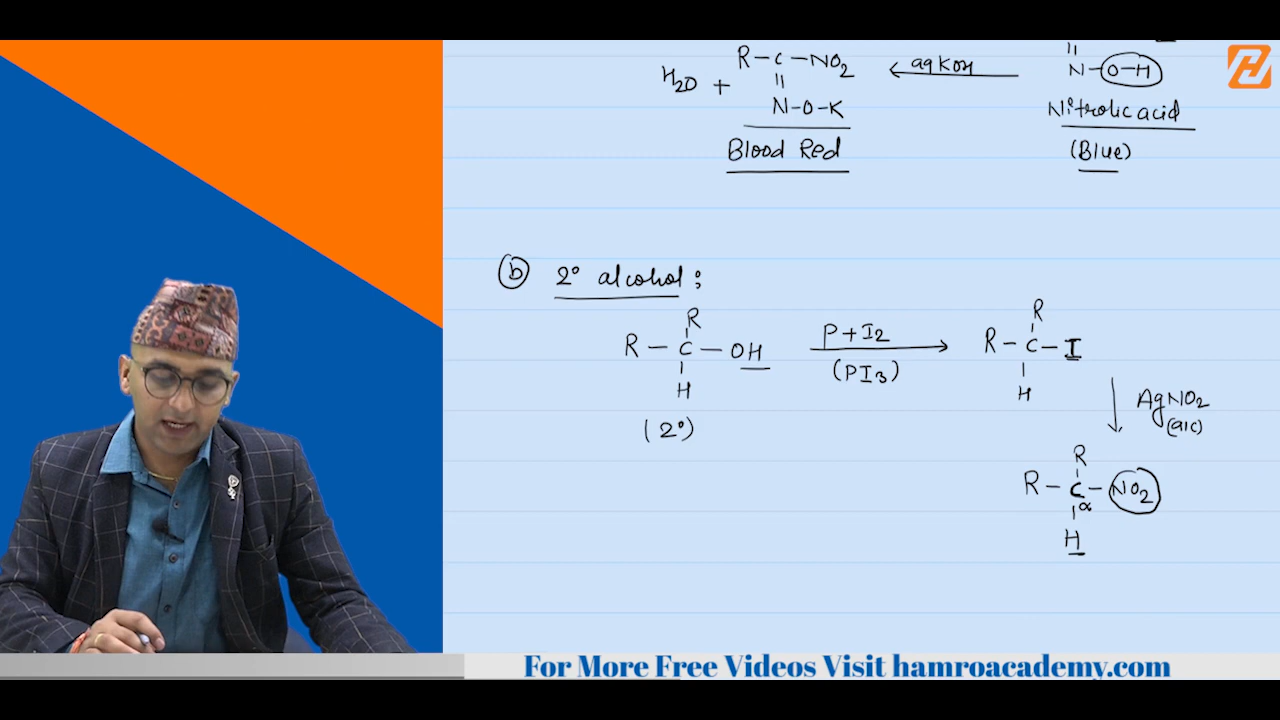 H2O + R-C-NO2 ← aq KOH
=
N-O-H
=
N-O-K
Nitrolic acid
Blood Red
(Blue)
(b) 2° alcohol :
R
R - C - OH
H
(2°)
P + I2
(PI3)
R
R - C - I
H
AgNO2
(alc)
R
R - C - NO2
α
H
For More Free Videos Visit hamroacademy.com